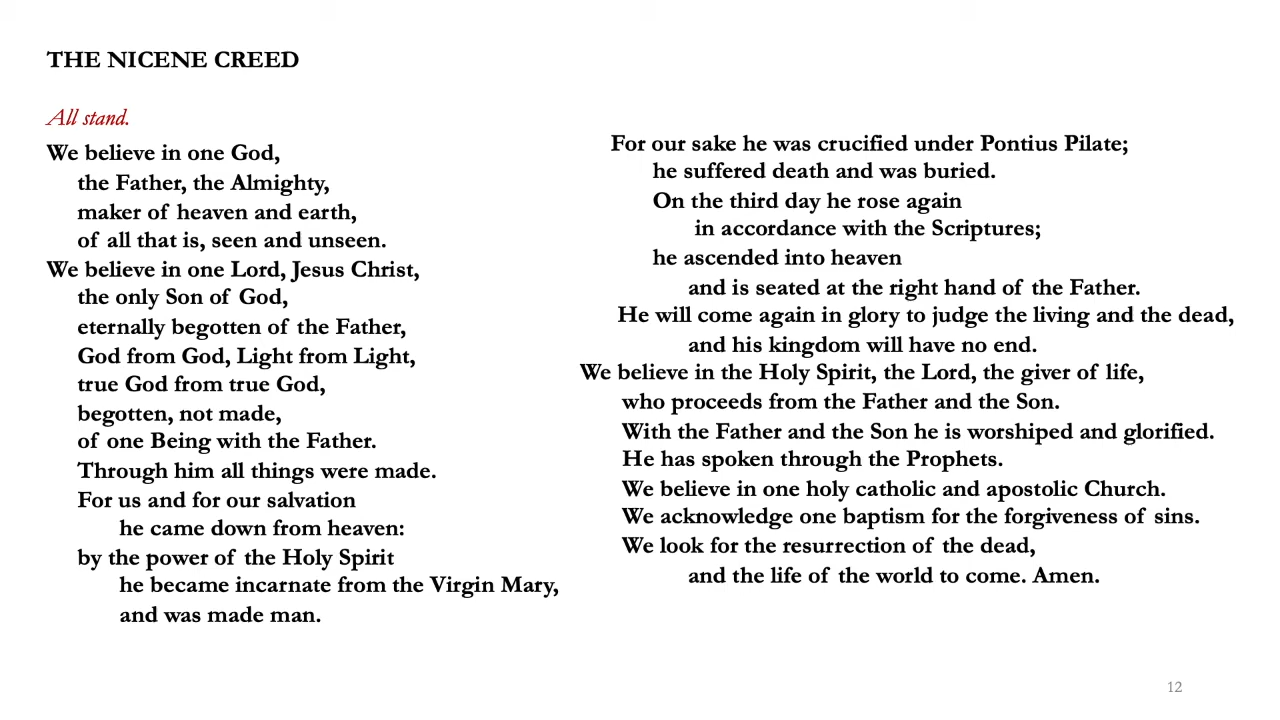 THE NICENE CREED
All stand.
We believe in one God,
the Father, the Almighty,
maker of heaven and earth,
of all that is, seen and unseen.
We believe in one Lord, Jesus Christ,
the only Son of God,
eternally begotten of the Father,
God from God, Light from Light,
true God from true God,
begotten, not made,
of one Being with the Father.
Through him all things were made.
For us and for our salvation
he came down from heaven:
by the power of the Holy Spirit
he became incarnate from the Virgin Mary,
and was made man.
For our sake he was crucified under Pontius Pilate;
he suffered death and was buried.
On the third day he rose again
in accordance with the Scriptures;
he ascended into heaven
and is seated at the right hand of the Father.
He will come again in glory to judge the living and the dead,
and his kingdom will have no end.
We believe in the Holy Spirit, the Lord, the giver of life,
who proceeds from the Father and the Son.
With the Father and the Son he is worshiped and glorified.
He has spoken through the Prophets.
We believe in one holy catholic and apostolic Church.
We acknowledge one baptism for the forgiveness of sins.
We look for the resurrection of the dead,
and the life of the world to come. Amen.
12